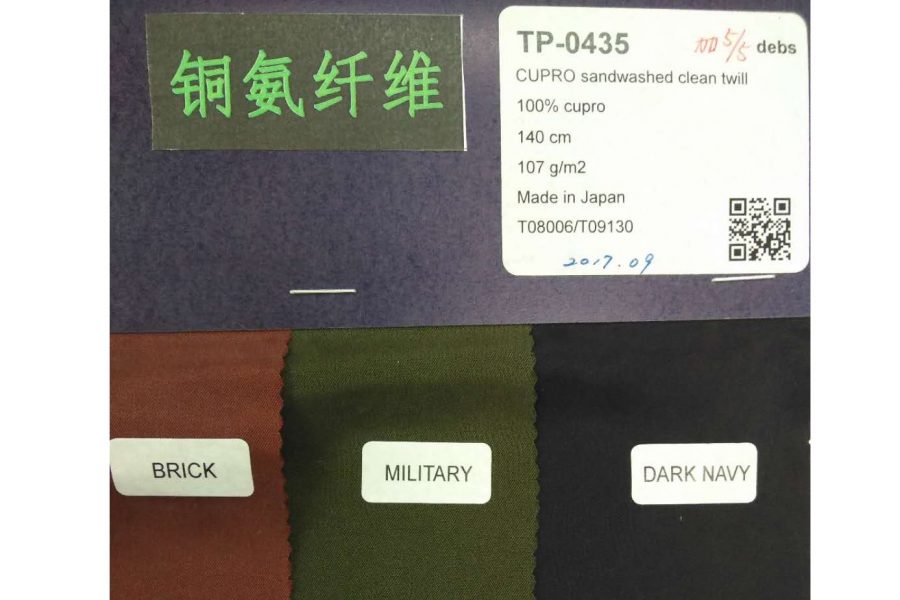 铜氨纤维
TP-0435
5/5 debs
CUPRO sandwashed clean twill
100% cupro
140 cm
107 g/m2
Made in Japan
T08006/T09130
2017.09
BRICK
MILITARY
DARK NAVY